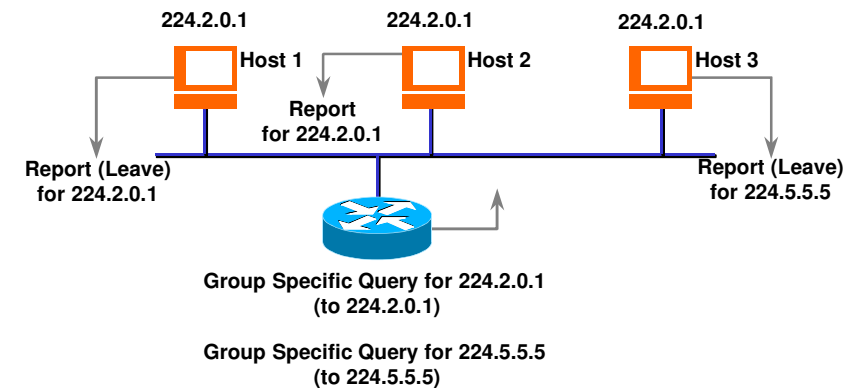 224.2.0.1
224.2.0.1
224.2.0.1
Host 1
Host 2
Host 3
Report
for 224.2.0.1
Report (Leave)
for 224.2.0.1
Report (Leave)
for 224.5.5.5
Group Specific Query for 224.2.0.1
(to 224.2.0.1)
Group Specific Query for 224.5.5.5
(to 224.5.5.5)